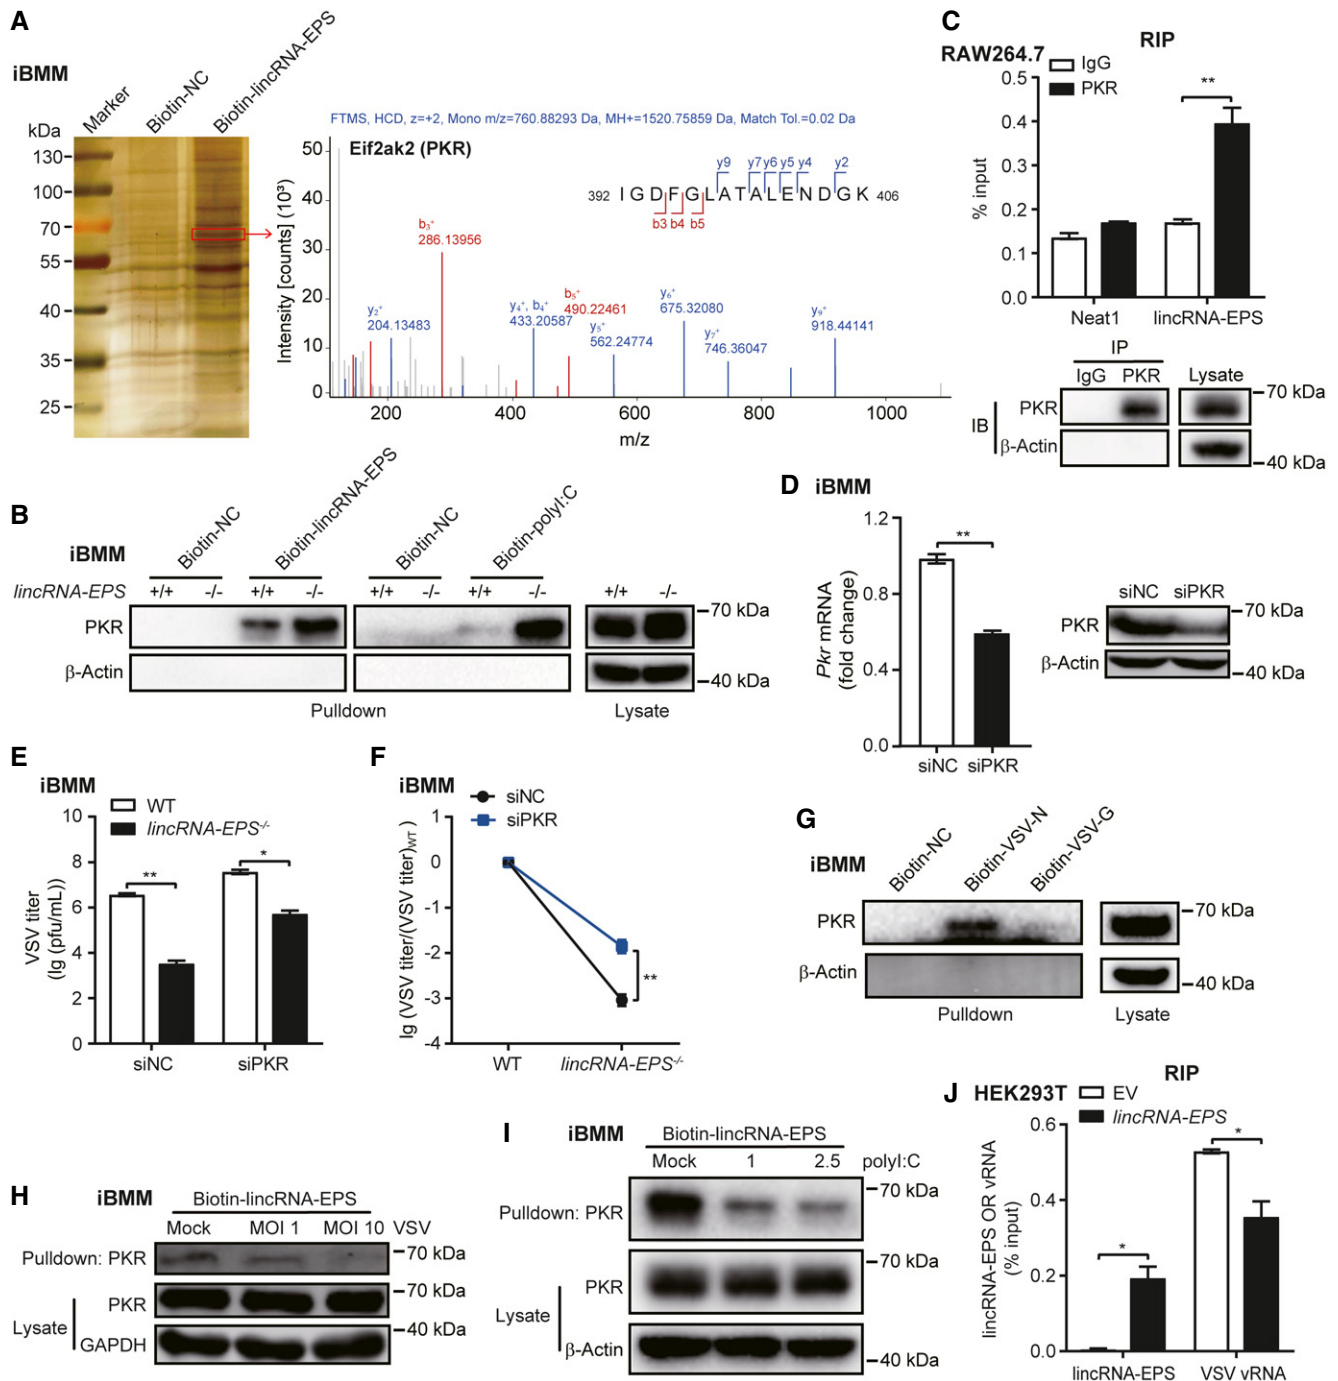 A
iBMM
kDa
Marker
Biotin-NC
Biotin-lincRNA-EPS
130
100
70
55
40
35
25
FTMS, HCD, z=+2, Mono m/z=760.88293 Da, MH+=1520.75859 Da, Match Tol.=0.02 Da
Eif2ak2 (PKR)
Intensity [counts] (10³)
50
40
30
20
10
0
y9 y7 y6 y5 y4 y2
392 I G D F G L A T A L E N D G K 406
b3 b4 b5
b₃⁺
286.13956
y₂⁺
204.13483
y₄⁺, b₄⁺
433.20587
b₅⁺
490.22461
y₅⁺
562.24774
y₆⁺
675.32080
y₇⁺
746.36047
y₉⁺
918.44141
200 400 600 800 1000
m/z
C
RAW264.7
RIP
IgG
PKR
% input
0.5
0.4
0.3
0.2
0.1
0.0
**
Neat1 lincRNA-EPS
IP
IgG PKR Lysate
IB
PKR
β-Actin
70 kDa
40 kDa
B
iBMM
Biotin-NC
Biotin-lincRNA-EPS
Biotin-NC
Biotin-polyI:C
lincRNA-EPS +/+ -/- +/+ -/- +/+ -/- +/+ -/- +/+ -/-
PKR
β-Actin
70 kDa
40 kDa
Pulldown Lysate
D
iBMM
Pkr mRNA
(fold change)
1.2
0.8
0.4
0.0
**
siNC siPKR
siNC siPKR
PKR
β-Actin
70 kDa
40 kDa
E
iBMM
WT
lincRNA-EPS⁻/⁻
VSV titer
(lg (pfu/mL))
10
8
6
4
2
0
**
*
siNC siPKR
F
iBMM
siNC
siPKR
lg (VSV titer/(VSV titer)WT)
1
0
-1
-2
-3
-4
**
WT lincRNA-EPS⁻/⁻
G
iBMM
Biotin-NC
Biotin-VSV-N
Biotin-VSV-G
PKR
β-Actin
70 kDa
40 kDa
Pulldown Lysate
H
iBMM
Biotin-lincRNA-EPS
Mock MOI 1 MOI 10 VSV
Pulldown: PKR
Lysate
PKR
GAPDH
70 kDa
70 kDa
40 kDa
I
iBMM
Biotin-lincRNA-EPS
Mock 1 2.5 polyI:C
Pulldown: PKR
Lysate
PKR
β-Actin
70 kDa
70 kDa
40 kDa
J
HEK293T
RIP
EV
lincRNA-EPS
lincRNA-EPS OR vRNA
(% input)
0.6
0.4
0.2
0.0
*
*
lincRNA-EPS VSV vRNA